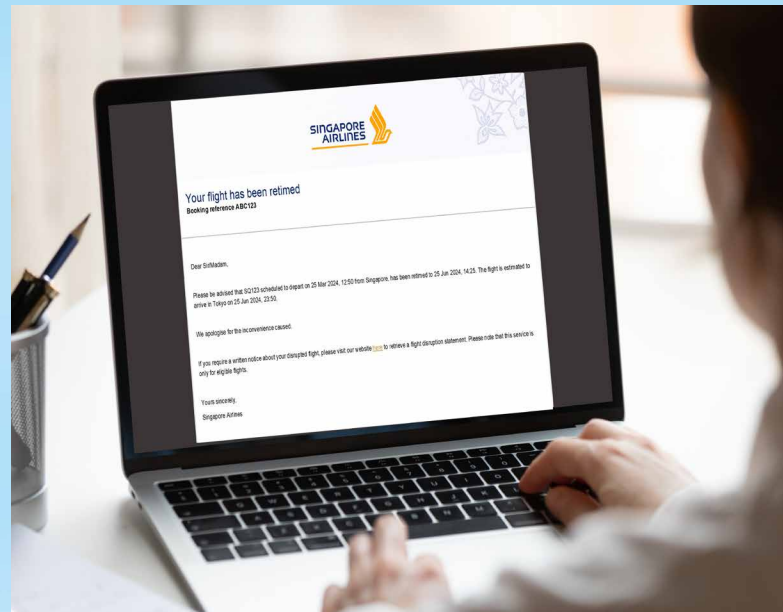 SINGAPORE
AIRLINES
Your flight has been retimed
Booking reference ABC123
Dear Sir/Madam,
Please be advised that SQ123 scheduled to depart on 25 Mar 2024, 12:50 from Singapore, has been retimed to 25 Jun 2024, 14:25. The flight is estimated to
arrive in Tokyo on 25 Jun 2024, 23:50.
We apologise for the inconvenience caused.
If you require a written notice about your disrupted flight, please visit our website here to retrieve a flight disruption statement. Please note that this service is
only for eligible flights.
Yours sincerely,
Singapore Airlines